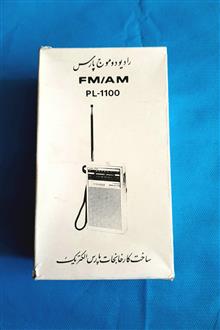 رادیو دو موج پارس
FM/AM
PL-1100
ساخت کارخانجات پارس الکتریک